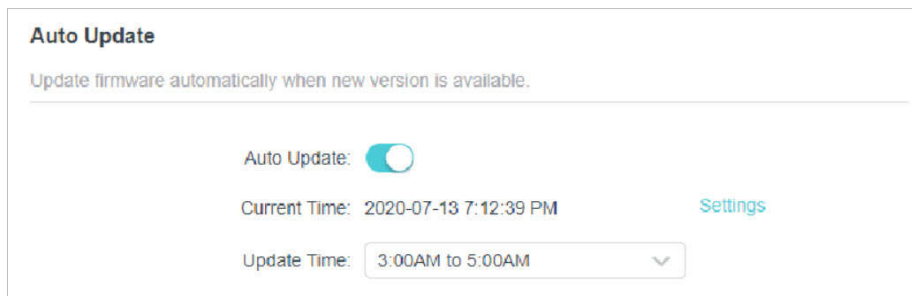 Auto Update
Update firmware automatically when new version is available.
Auto Update:
Current Time: 2020-07-13 7:12:39 PM Settings
Update Time: 3:00AM to 5:00AM